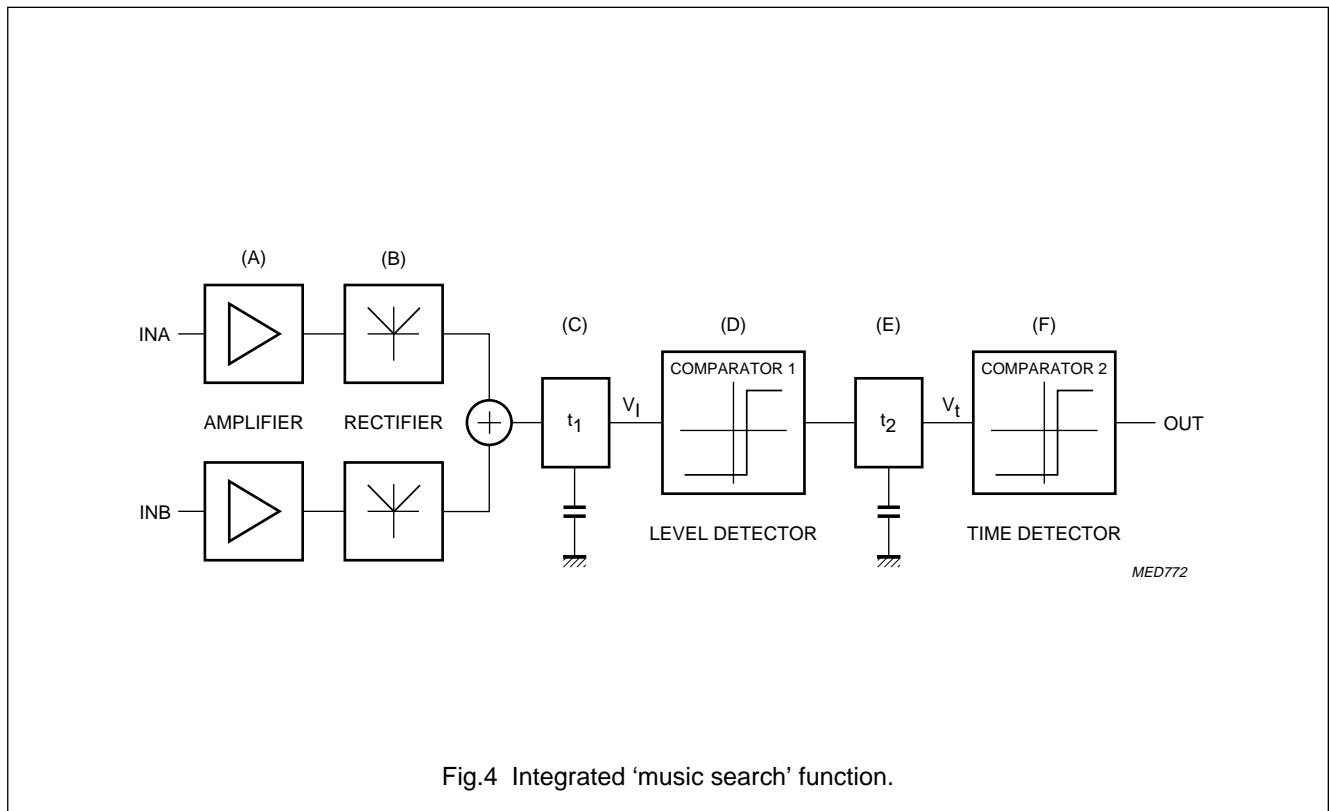 (A)
(B)
INA
(C)
(D)
(E)
(F)
COMPARATOR 1
COMPARATOR 2
AMPLIFIER
RECTIFIER
+
t1
Vl
t2
Vt
OUT
INB
LEVEL DETECTOR
TIME DETECTOR
MED772
Fig.4 Integrated ‘music search’ function.